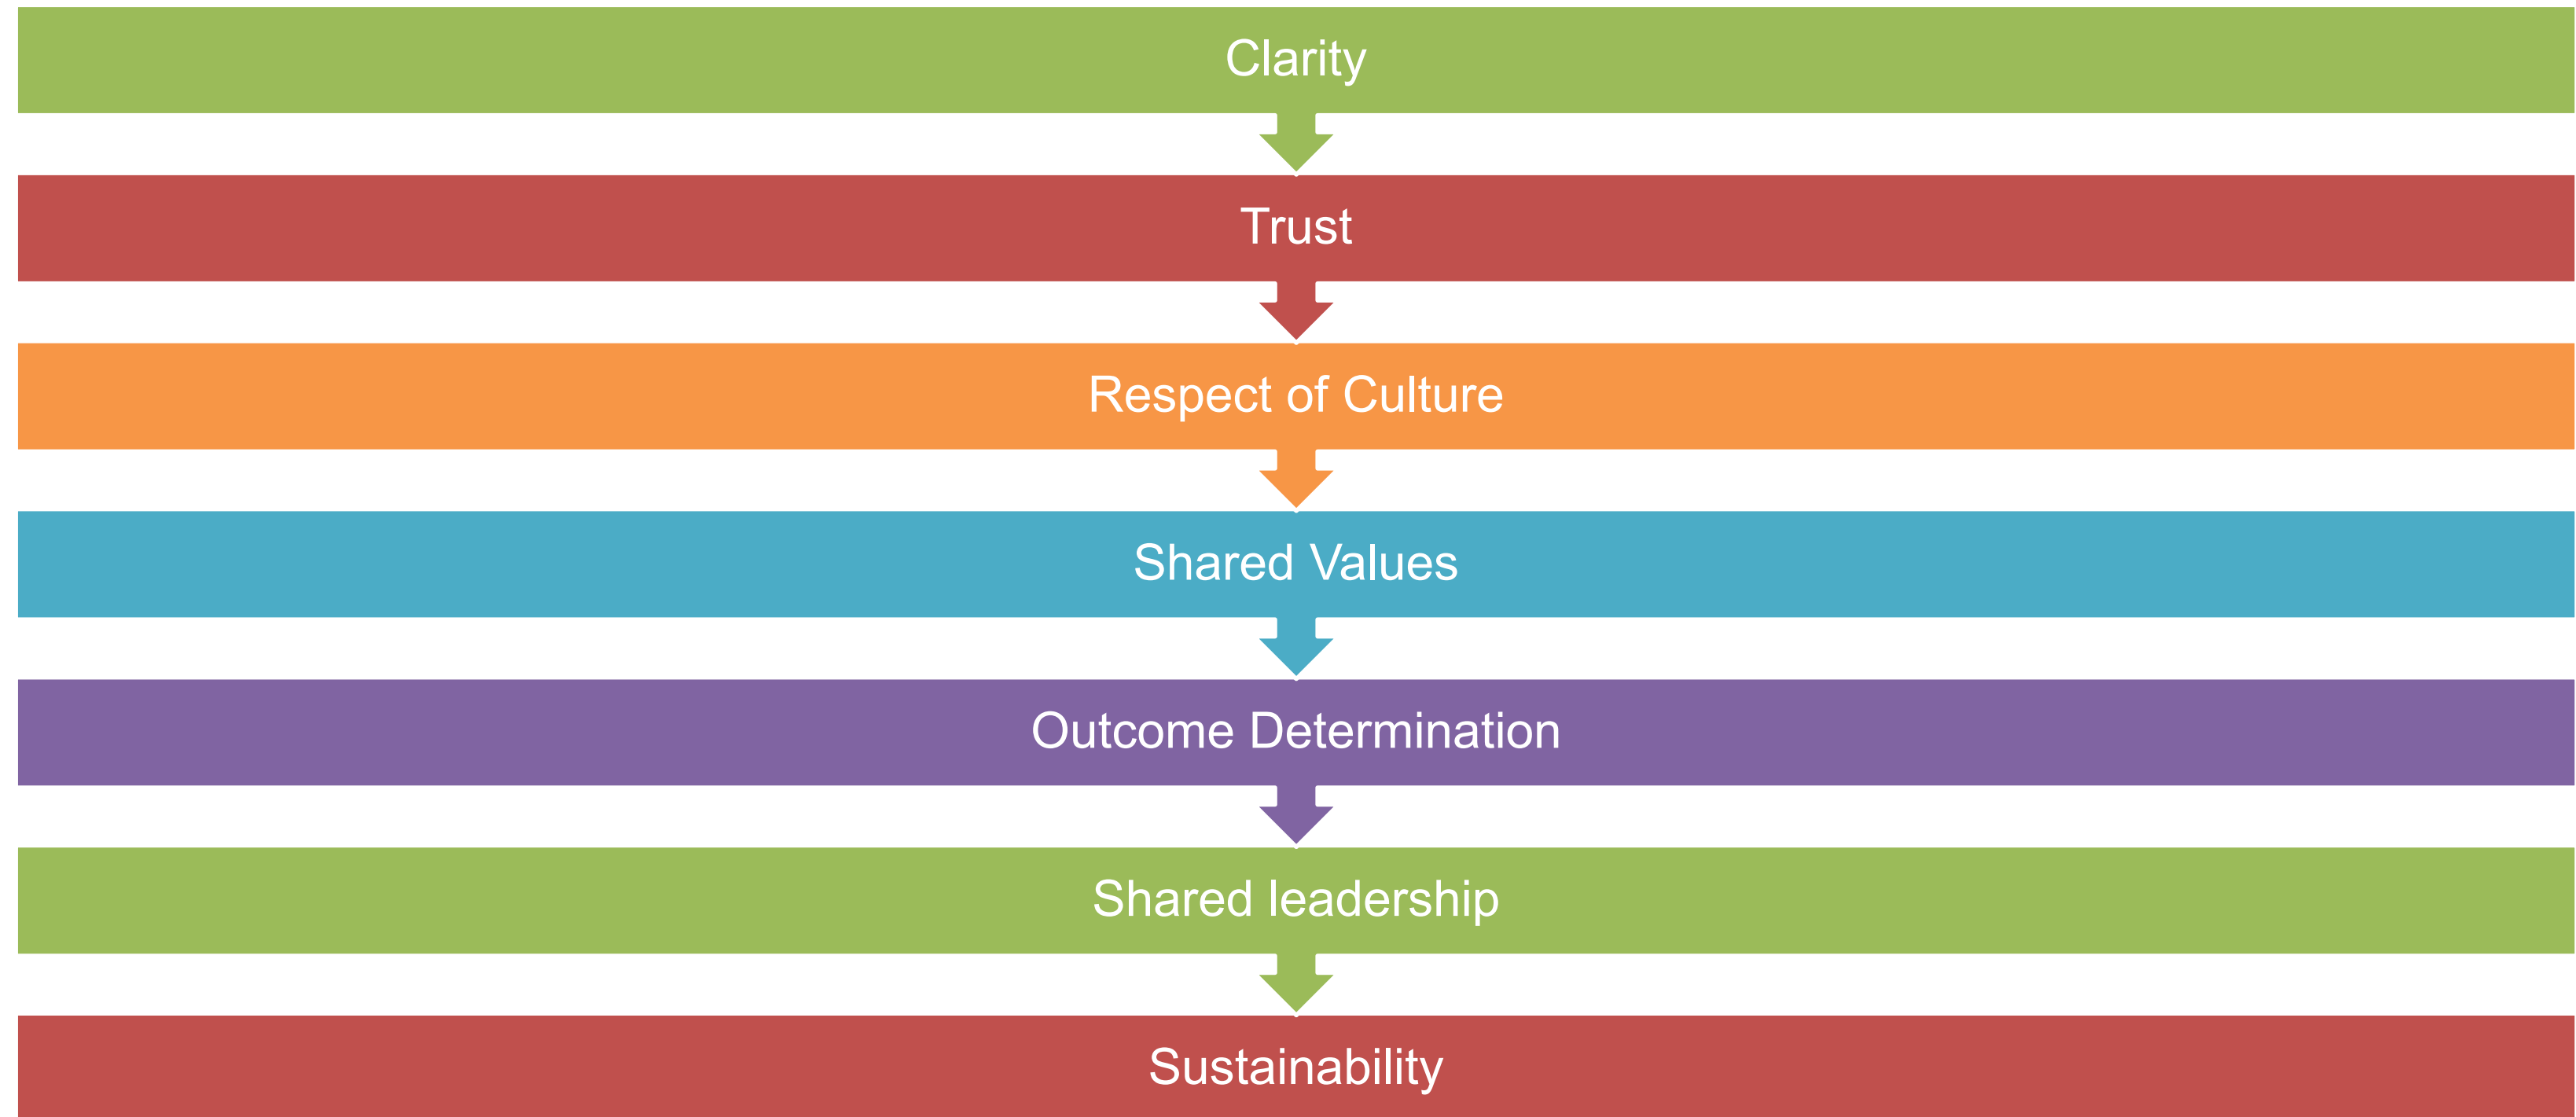 Clarity
Trust
Respect of Culture
Shared Values
Outcome Determination
Shared leadership
Sustainability